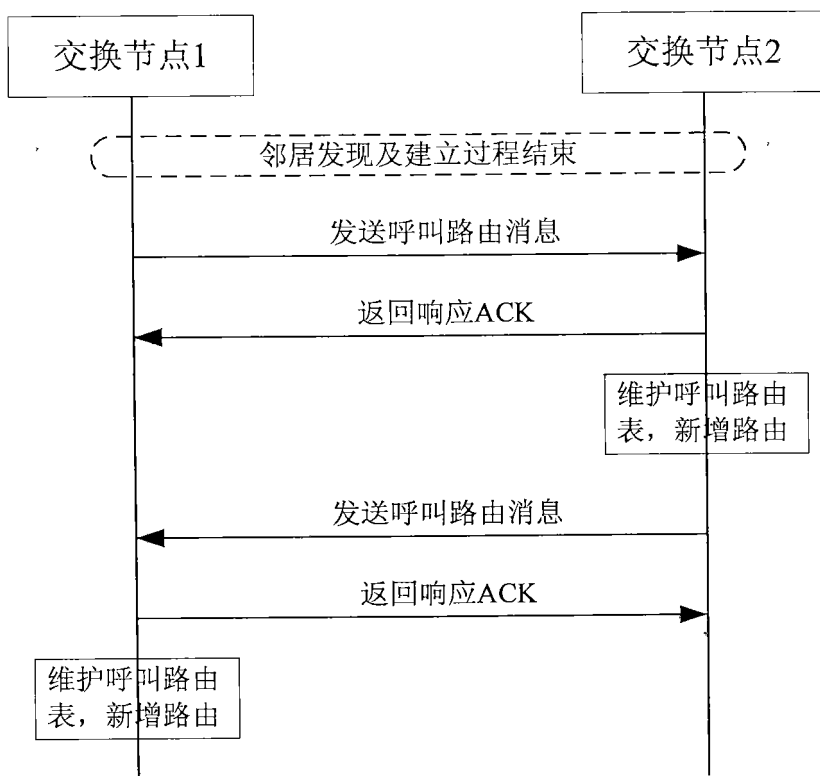 交换节点1
交换节点2
邻居发现及建立过程结束
发送呼叫路由消息
返回响应ACK
维护呼叫路由
表，新增路由
发送呼叫路由消息
返回响应ACK
维护呼叫路由
表，新增路由